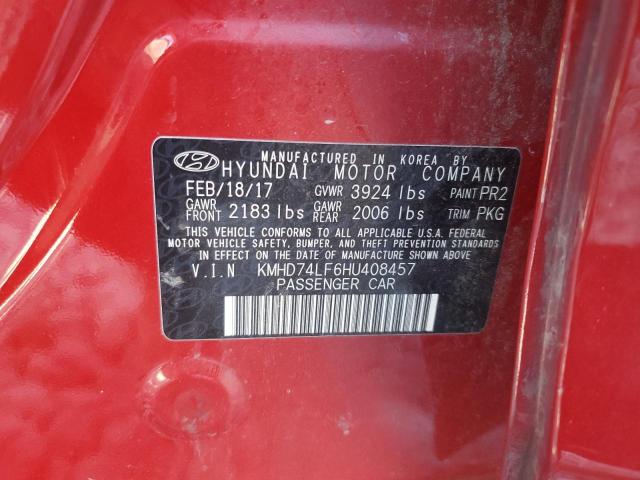 MANUFACTURED IN KOREA BY
HYUNDAI MOTOR COMPANY
FEB/18/17 GVWR 3924 lbs PAINT PR2
GAWR FRONT 2183 lbs GAWR REAR 2006 lbs TRIM PKG
THIS VEHICLE CONFORMS TO ALL APPLICABLE U.S.A. FEDERAL
MOTOR VEHICLE SAFETY, BUMPER, AND THEFT PREVENTION STANDARDS
IN EFFECT ON THE DATE OF MANUFACTURE SHOWN ABOVE.
V.I.N KMHD74LF6HU408457
PASSENGER CAR